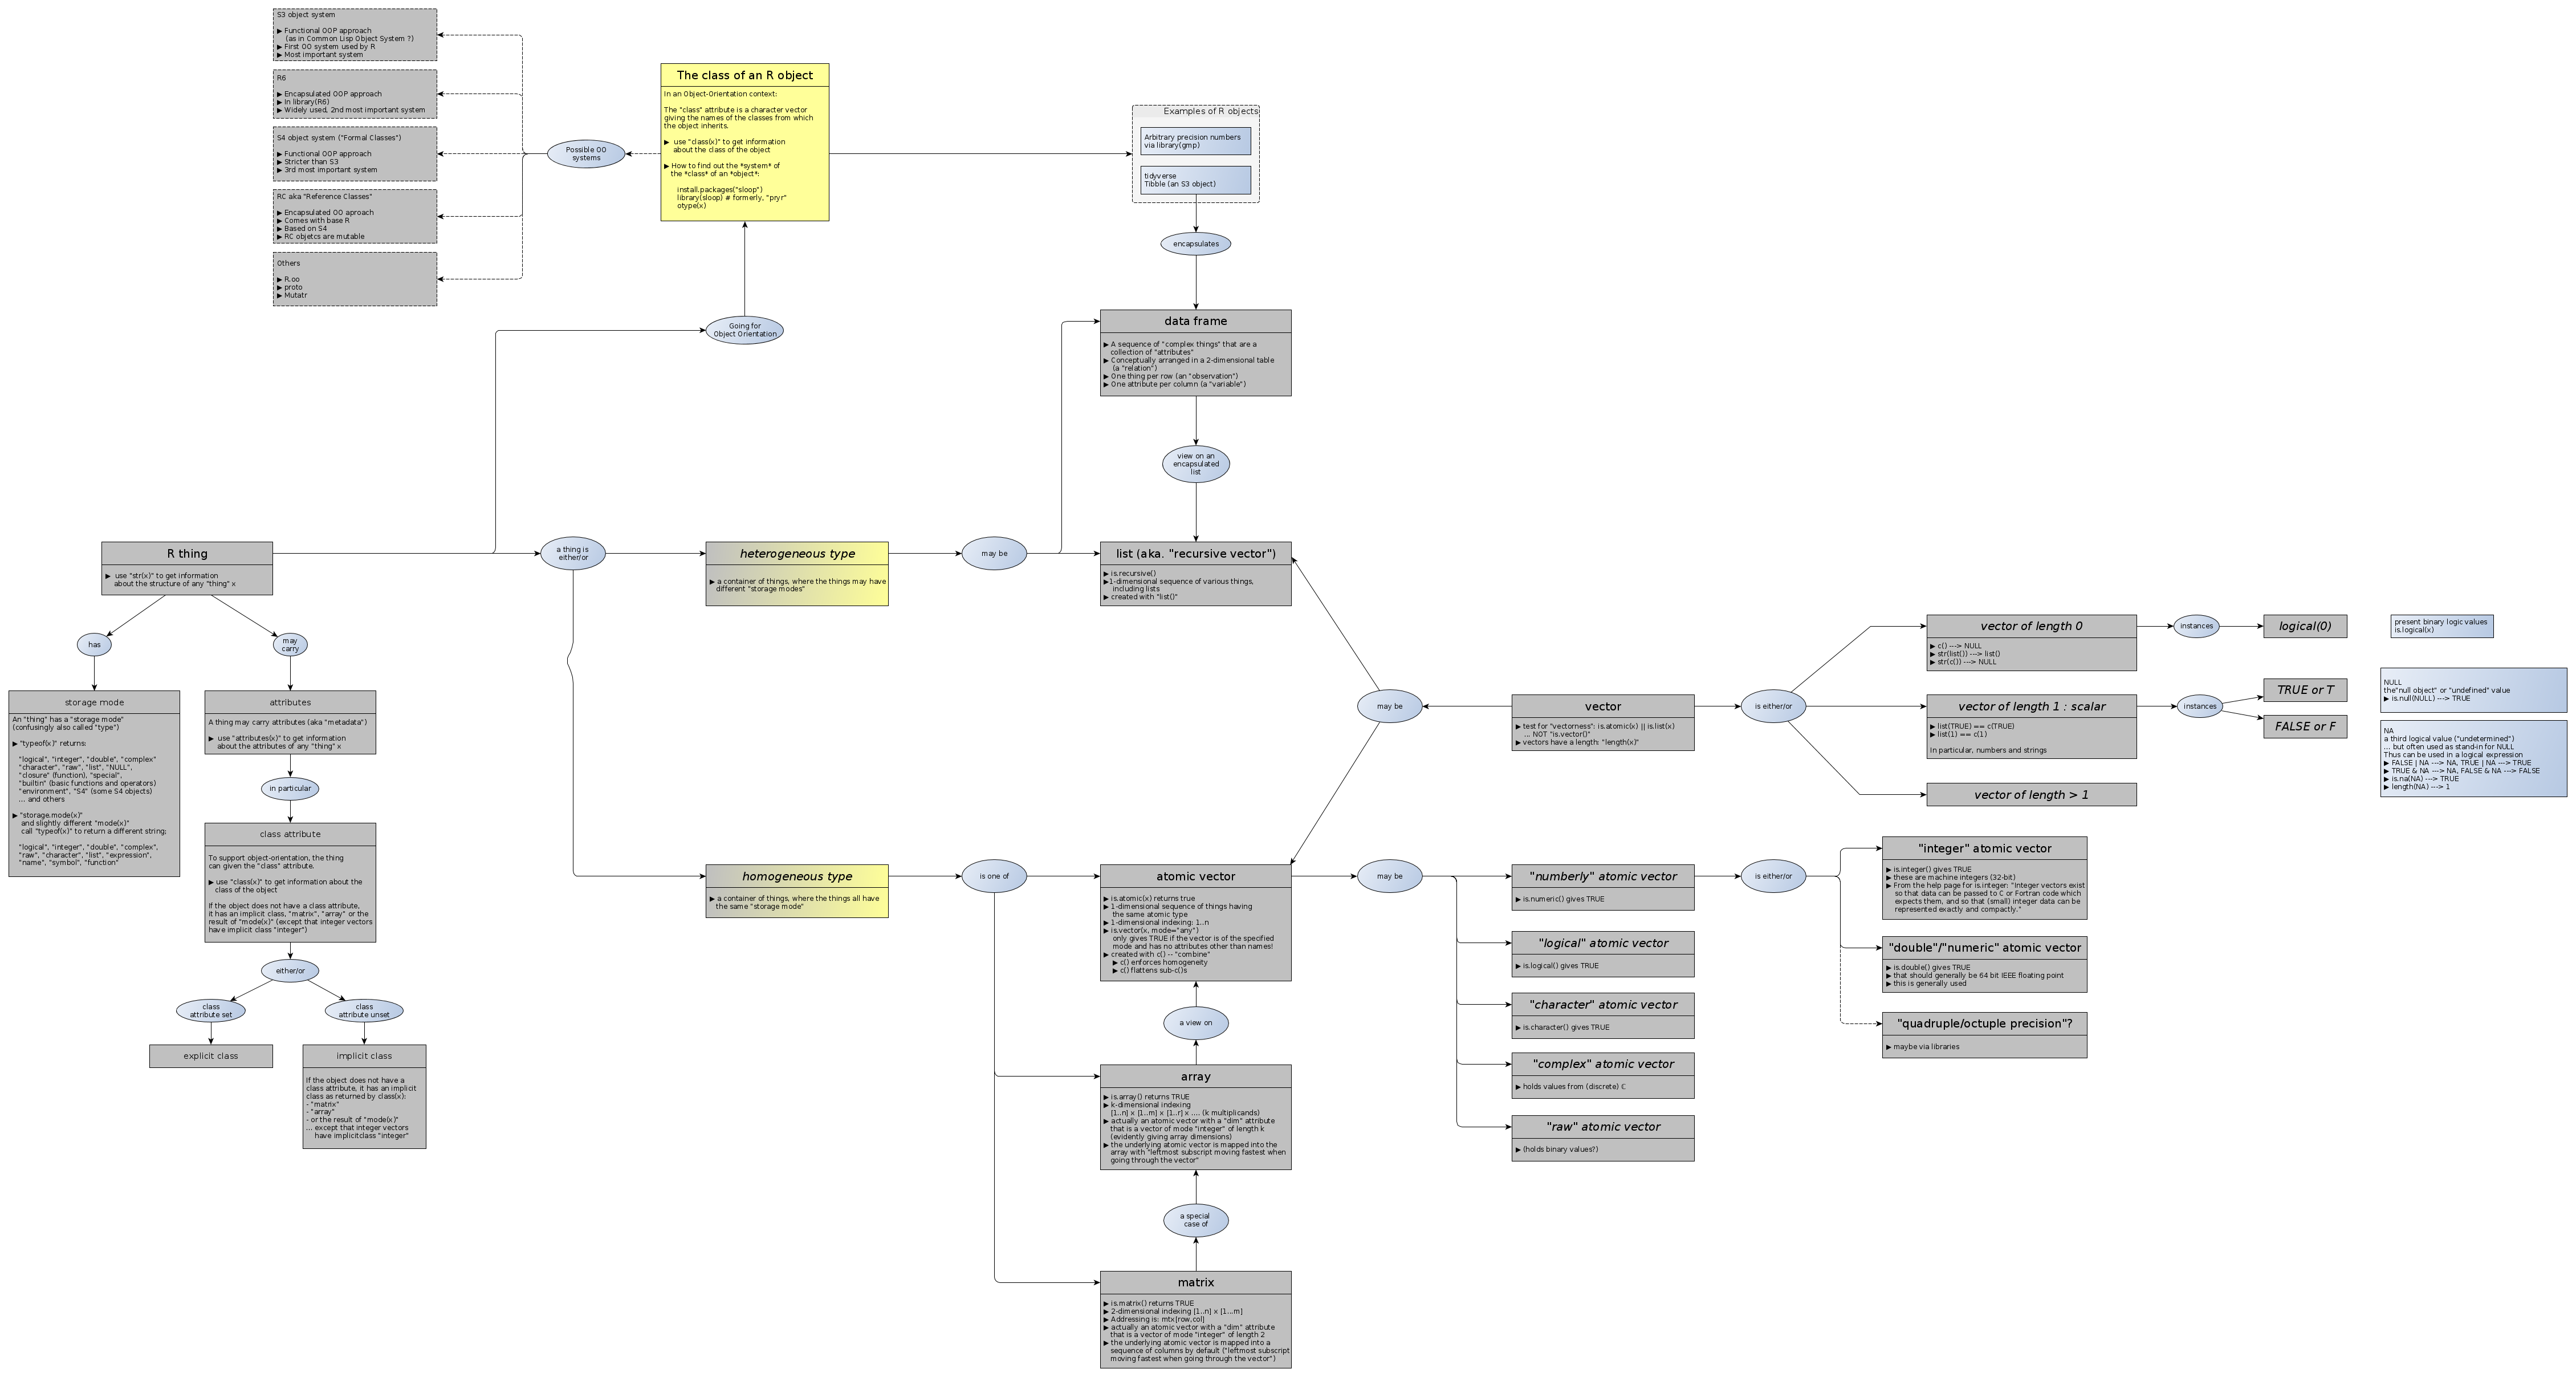 S3 object system
▶ Functional OOP approach
(as in Common Lisp Object System ?)
▶ First OO system used by R
▶ Most important system
R6
▶ Encapsulated OOP approach
▶ In library(R6)
▶ Widely used, 2nd most important system
S4 object system ("Formal Classes")
▶ Functional OOP approach
▶ Stricter than S3
▶ 3rd most important system
RC aka "Reference Classes"
▶ Encapsulated OO aproach
▶ Comes with base R
▶ Based on S4
▶ RC objetcs are mutable
Others
▶ R.oo
▶ proto
▶ Mutatr
Possible OO
systems
The class of an R object
In an Object-Orientation context:
The "class" attribute is a character vector
giving the names of the classes from which
the object inherits.
▶ use "class(x)" to get information
about the class of the object
▶ How to find out the *system* of
the *class* of an *object*:
install.packages("sloop")
library(sloop) # formerly, "pryr"
otype(x)
Going for
Object Orientation
Examples of R objects
Arbitrary precision numbers
via library(gmp)
tidyverse
Tibble (an S3 object)
encapsulates
data frame
▶ A sequence of "complex things" that are a
collection of "attributes"
▶ Conceptually arranged in a 2-dimensional table
(a "relation")
▶ One thing per row (an "observation")
▶ One attribute per column (a "variable")
view on an
encapsulated
list
R thing
▶ use "str(x)" to get information
about the structure of any "thing" x
a thing is
either/or
heterogeneous type
▶ a container of things, where the things may have
different "storage modes"
may be
list (aka. "recursive vector")
▶ is.recursive()
▶1-dimensional sequence of various things,
including lists
▶ created with "list()"
has
may
carry
storage mode
An "thing" has a "storage mode"
(confusingly also called "type")
▶ "typeof(x)" returns:
"logical", "integer", "double", "complex"
"character", "raw", "list", "NULL",
"closure" (function), "special",
"builtin" (basic functions and operators)
"environment", "S4" (some S4 objects)
... and others
▶ "storage.mode(x)"
and slightly different "mode(x)"
call "typeof(x)" to return a different string;
"logical", "integer", "double", "complex",
"raw", "character", "list", "expression",
"name", "symbol", "function"
attributes
A thing may carry attributes (aka "metadata")
▶ use "attributes(x)" to get information
about the attributes of any "thing" x
in particular
class attribute
To support object-orientation, the thing
can given the "class" attribute.
▶ use "class(x)" to get information about the
class of the object
If the object does not have a class attribute,
it has an implicit class, "matrix", "array" or the
result of "mode(x)" (except that integer vectors
have implicit class "integer")
either/or
class
attribute set
class
attribute unset
explicit class
implicit class
If the object does not have a
class attribute, it has an implicit
class as returned by class(x):
- "matrix"
- "array"
- or the result of "mode(x)"
... except that integer vectors
have implicitclass "integer"
homogeneous type
▶ a container of things, where the things all have
the same "storage mode"
is one of
atomic vector
▶ is.atomic(x) returns true
▶ 1-dimensional sequence of things having
the same atomic type
▶ 1-dimensional indexing: 1..n
▶ is.vector(x, mode="any")
only gives TRUE if the vector is of the specified
mode and has no attributes other than names!
▶ created with c() -- "combine"
▶ c() enforces homogeneity
▶ c() flattens sub-c()s
a view on
array
▶ is.array() returns TRUE
▶ k-dimensional indexing
[1..n] x [1..m] x [1..r] x .... (k multiplicands)
▶ actually an atomic vector with a "dim" attribute
that is a vector of mode "integer" of length k
(evidently giving array dimensions)
▶ the underlying atomic vector is mapped into the
array with "leftmost subscript moving fastest when
going through the vector"
a special
case of
matrix
▶ is.matrix() returns TRUE
▶ 2-dimensional indexing [1..n] x [1...m]
▶ Addressing is: mtx[row,col]
▶ actually an atomic vector with a "dim" attribute
that is a vector of mode "integer" of length 2
▶ the underlying atomic vector is mapped into a
sequence of columns by default ("leftmost subscript
moving fastest when going through the vector")
may be
vector
▶ test for "vectorness": is.atomic(x) || is.list(x)
... NOT "is.vector()"
▶ vectors have a length: "length(x)"
is either/or
vector of length 0
▶ c() ---> NULL
▶ str(list()) ---> list()
▶ str(c()) ---> NULL
instances
logical(0)
vector of length 1 : scalar
▶ list(TRUE) == c(TRUE)
▶ list(1) == c(1)
In particular, numbers and strings
instances
TRUE or T
FALSE or F
vector of length > 1
present binary logic values
is.logical(x)
NULL
the"null object" or "undefined" value
▶ is.null(NULL) ---> TRUE
NA
a third logical value ("undetermined")
... but often used as stand-in for NULL
Thus can be used in a logical expression
▶ FALSE | NA ---> NA, TRUE | NA ---> TRUE
▶ TRUE & NA ---> NA, FALSE & NA ---> FALSE
▶ is.na(NA) ---> TRUE
▶ length(NA) ---> 1
may be
"numberly" atomic vector
▶ is.numeric() gives TRUE
"logical" atomic vector
▶ is.logical() gives TRUE
"character" atomic vector
▶ is.character() gives TRUE
"complex" atomic vector
▶ holds values from (discrete) ℂ
"raw" atomic vector
▶ (holds binary values?)
is either/or
"integer" atomic vector
▶ is.integer() gives TRUE
▶ these are machine integers (32-bit)
▶ From the help page for is.integer: "Integer vectors exist
so that data can be passed to C or Fortran code which
expects them, and so that (small) integer data can be
represented exactly and compactly."
"double"/"numeric" atomic vector
▶ is.double() gives TRUE
▶ that should generally be 64 bit IEEE floating point
▶ this is generally used
"quadruple/octuple precision"?
▶ maybe via libraries